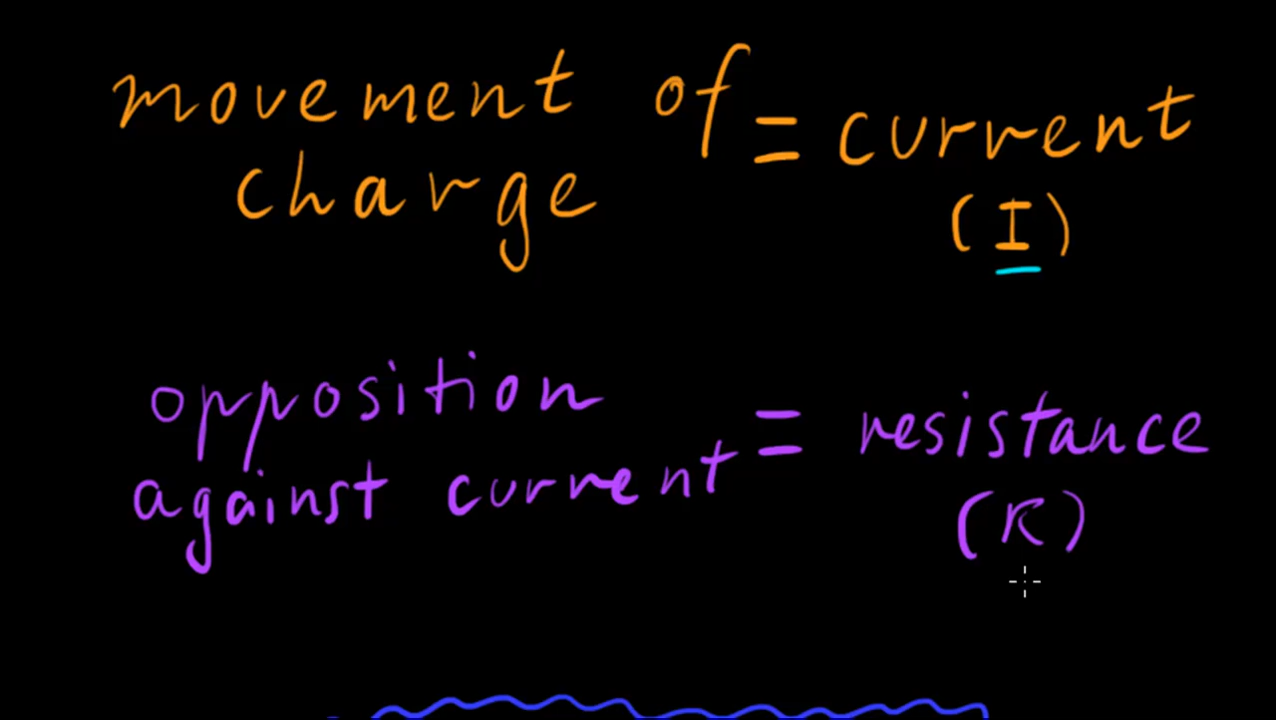 movement of = current
charge
(I)
opposition
= resistance
against current
(R)